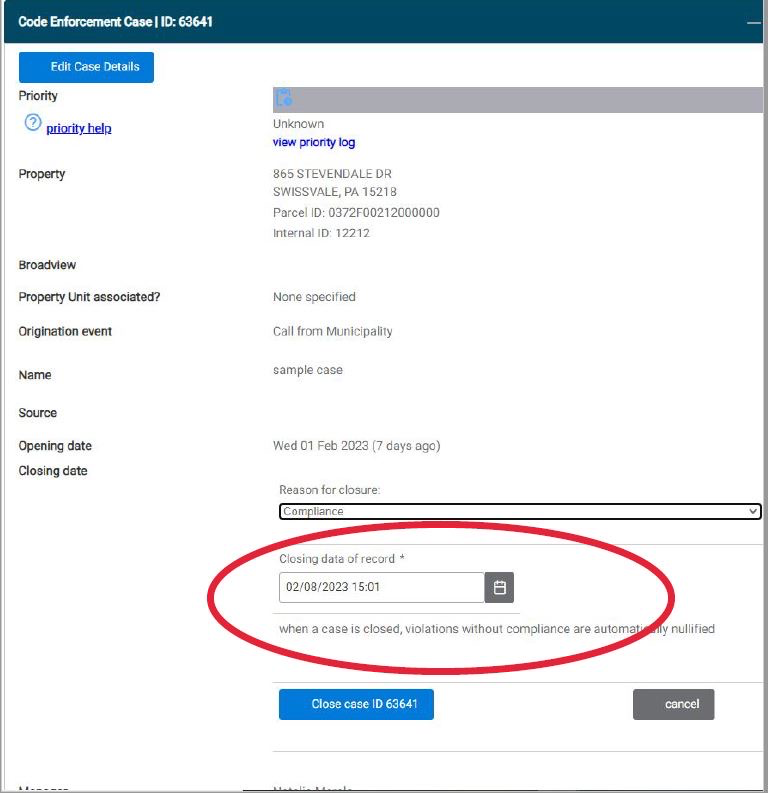 Code Enforcement Case | ID: 63641
Edit Case Details
Priority
priority help
Unknown
view priority log
Property
865 STEVENDALE DR
SWISSVALE, PA 15218
Parcel ID: 0372F00212000000
Internal ID: 12212
Broadview
Property Unit associated?
None specified
Origination event
Call from Municipality
Name
sample case
Source
Opening date
Wed 01 Feb 2023 (7 days ago)
Closing date
Reason for closure:
Compliance
Closing data of record *
02/08/2023 15:01
when a case is closed, violations without compliance are automatically nullified
Close case ID 63641
cancel